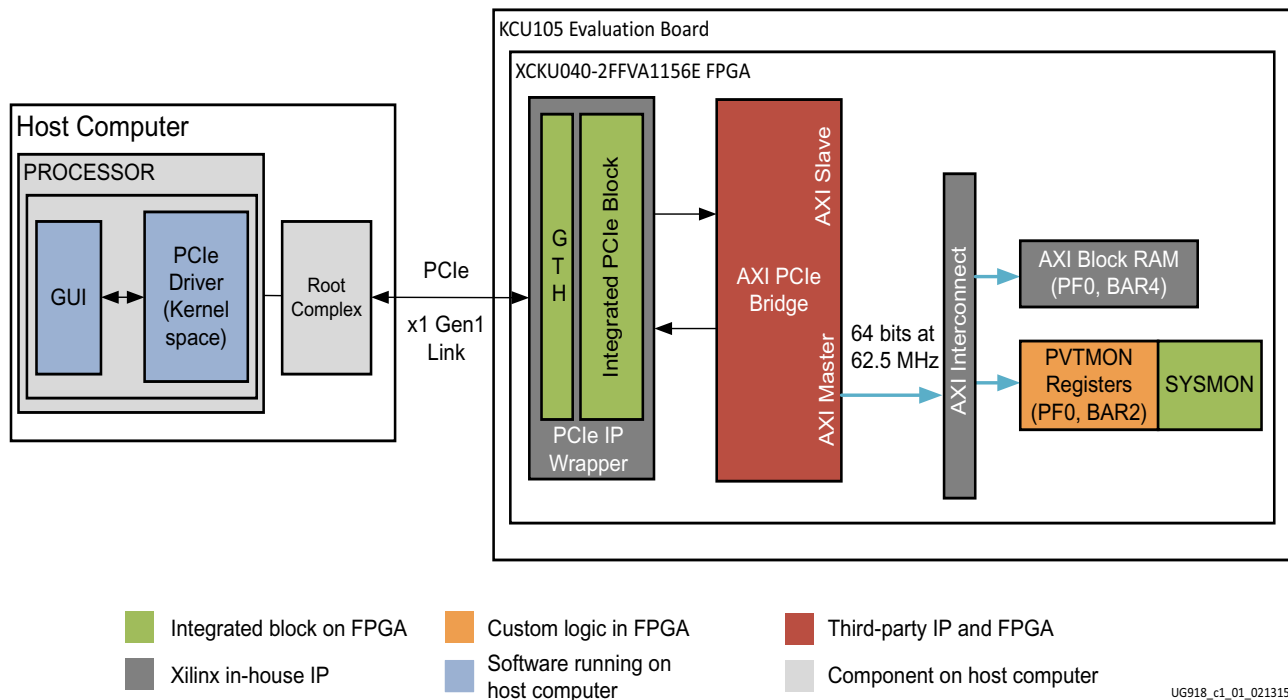 KCU105 Evaluation Board
XCKU040-2FFVA1156E FPGA
Host Computer
PROCESSOR
GUI
PCIe
Driver
(Kernel
space)
Root
Complex
PCIe
x1 Gen1
Link
G
T
H
Integrated PCIe Block
PCIe IP
Wrapper
AXI Slave
AXI PCIe
Bridge
AXI Master
64 bits at
62.5 MHz
AXI Interconnect
AXI Block RAM
(PF0, BAR4)
PVTMON
Registers
(PF0, BAR2)
SYSMON
Integrated block on FPGA
Custom logic in FPGA
Third-party IP and FPGA
Xilinx in-house IP
Software running on
host computer
Component on host computer
UG918_c1_01_021315